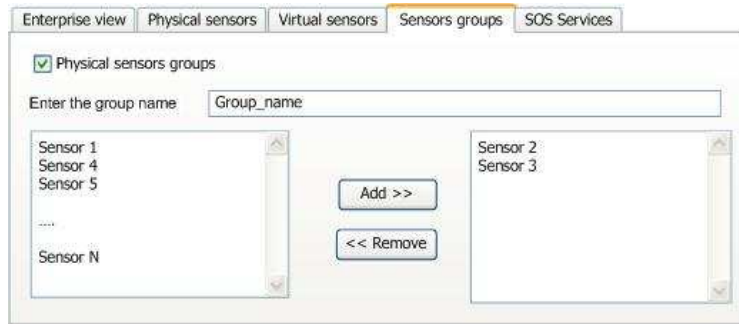 Enterprise view Physical sensors Virtual sensors Sensors groups SOS Services
Physical sensors groups
Enter the group name Group_name
Sensor 1
Sensor 4
Sensor 5
....
Sensor N
Add >>
<< Remove
Sensor 2
Sensor 3